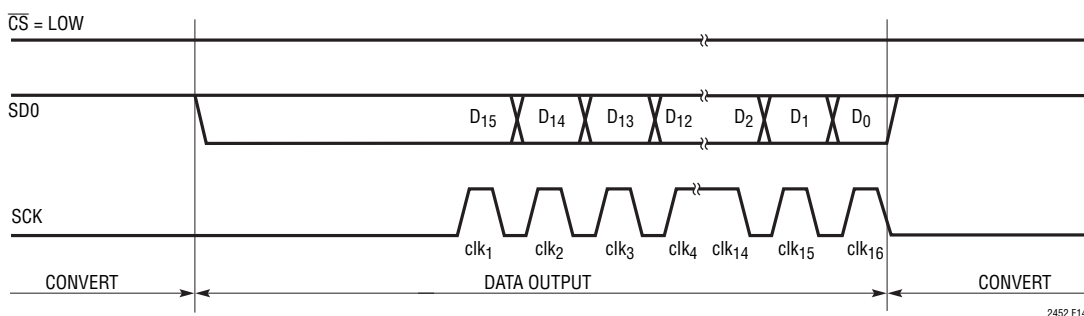 CS = LOW
SD0
D15 D14 D13 D12 D2 D1 D0
SCK
clk1 clk2 clk3 clk4 clk14 clk15 clk16
CONVERT DATA OUTPUT CONVERT
2452 F14